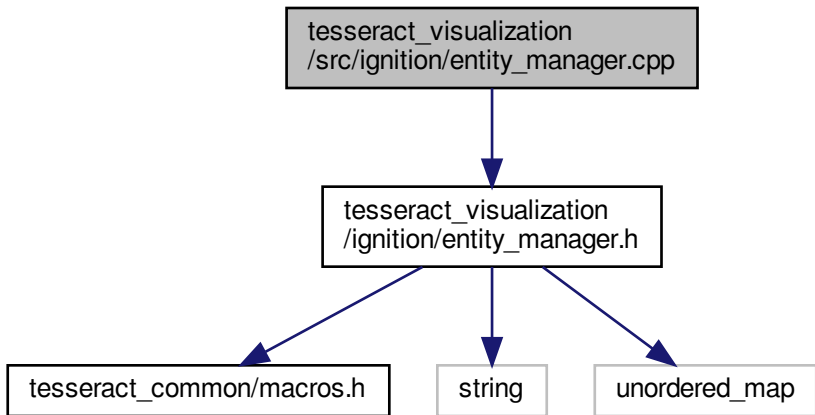 tesseract_visualization
/src/ignition/entity_manager.cpp
tesseract_visualization
/ignition/entity_manager.h
tesseract_common/macros.h
string
unordered_map